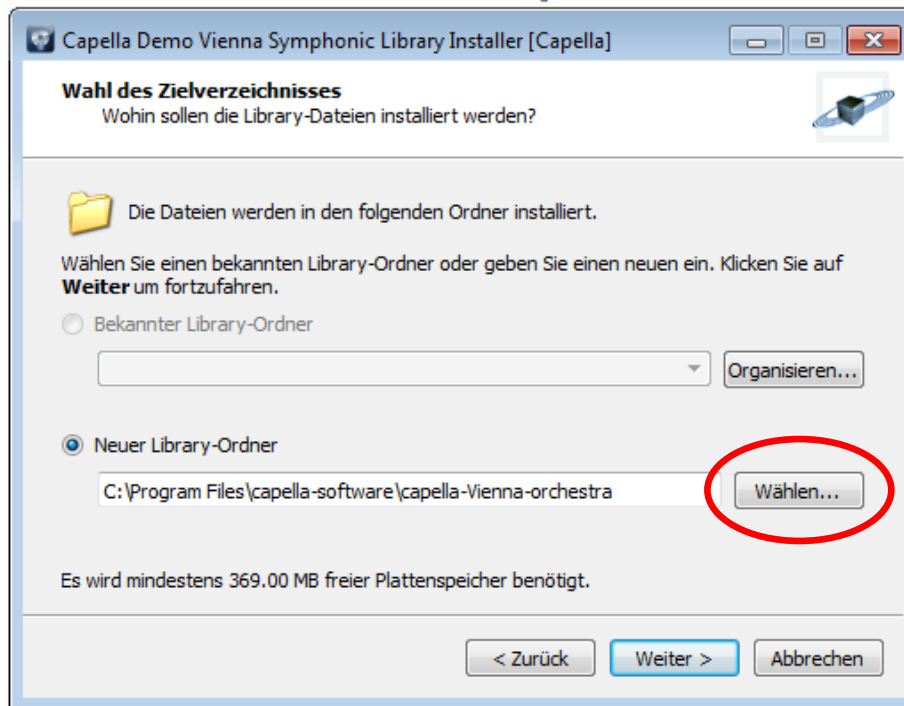 Capella Demo Vienna Symphonic Library Installer [Capella]
Wahl des Zielverzeichnisses
Wohin sollen die Library-Dateien installiert werden?
Die Dateien werden in den folgenden Ordner installiert.
Wählen Sie einen bekannten Library-Ordner oder geben Sie einen neuen ein. Klicken Sie auf
Weiter um fortzufahren.
Bekannter Library-Ordner
Organisieren...
Neuer Library-Ordner
C:\Program Files\capella-software\capella-Vienna-orchestra
Wählen...
Es wird mindestens 369.00 MB freier Plattenspeicher benötigt.
< Zurück
Weiter >
Abbrechen